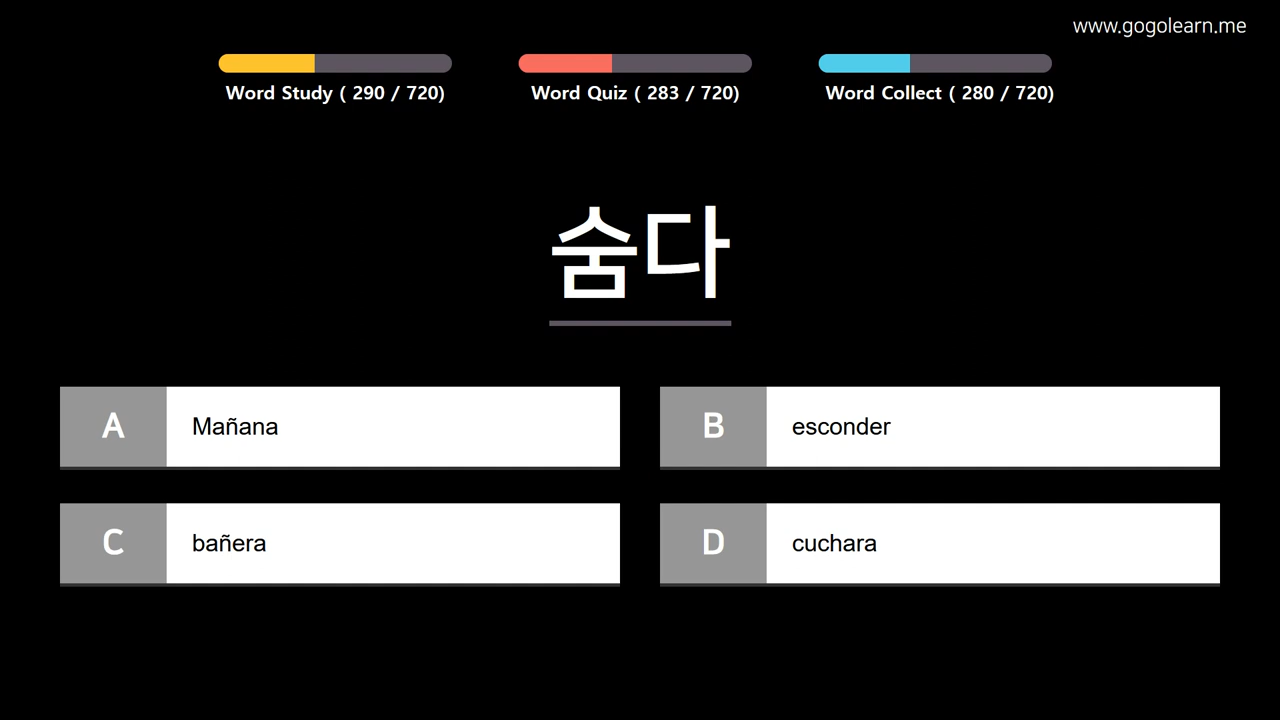 www.gogolearn.me
Word Study ( 290 / 720)
Word Quiz ( 283 / 720)
Word Collect ( 280 / 720)
숨다
A Mañana
B esconder
C bañera
D cuchara